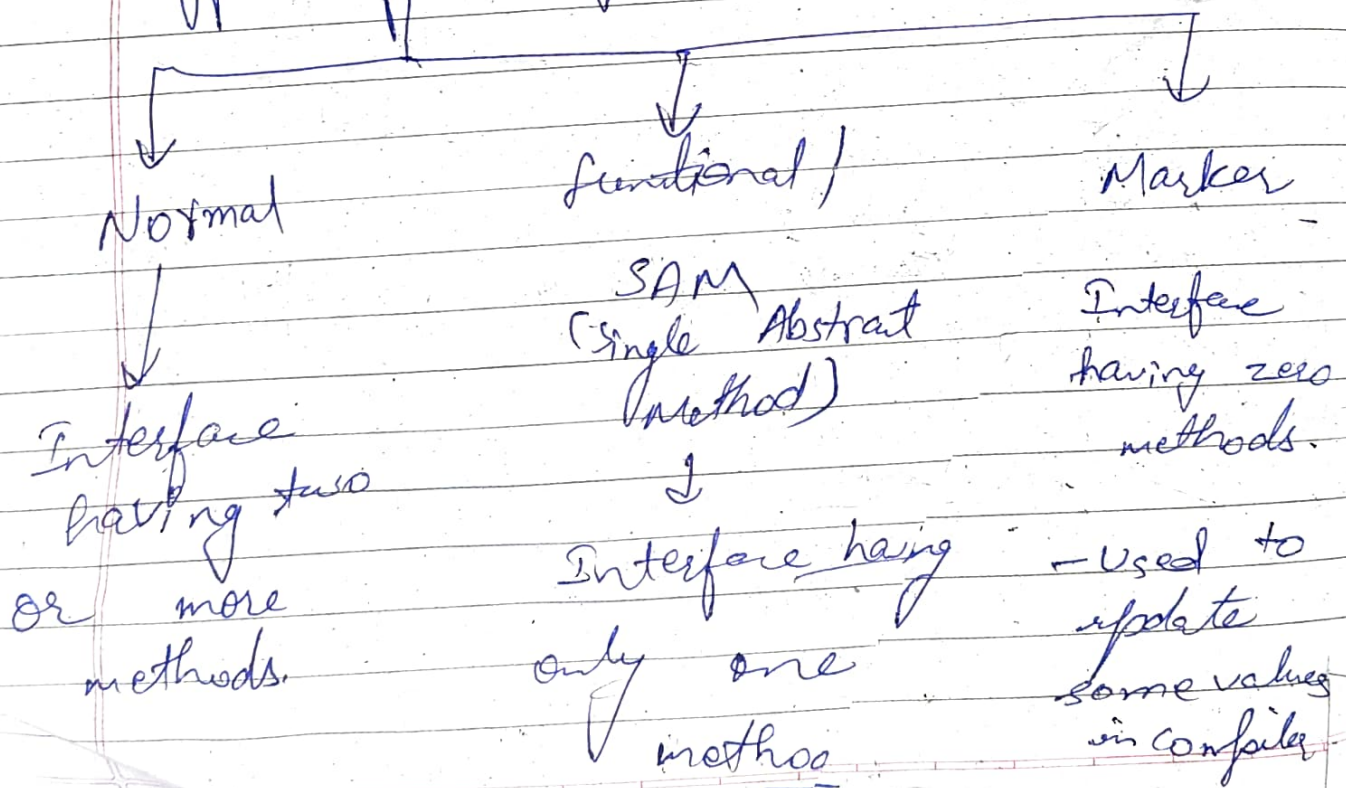 Normal
Interface
having two
or more
methods.
functional /
SAM
(Single Abstract
Method)
Interface having
only one
method
Marker
Interface
having zero
methods.
- Used to
update
some values
in Compiler.